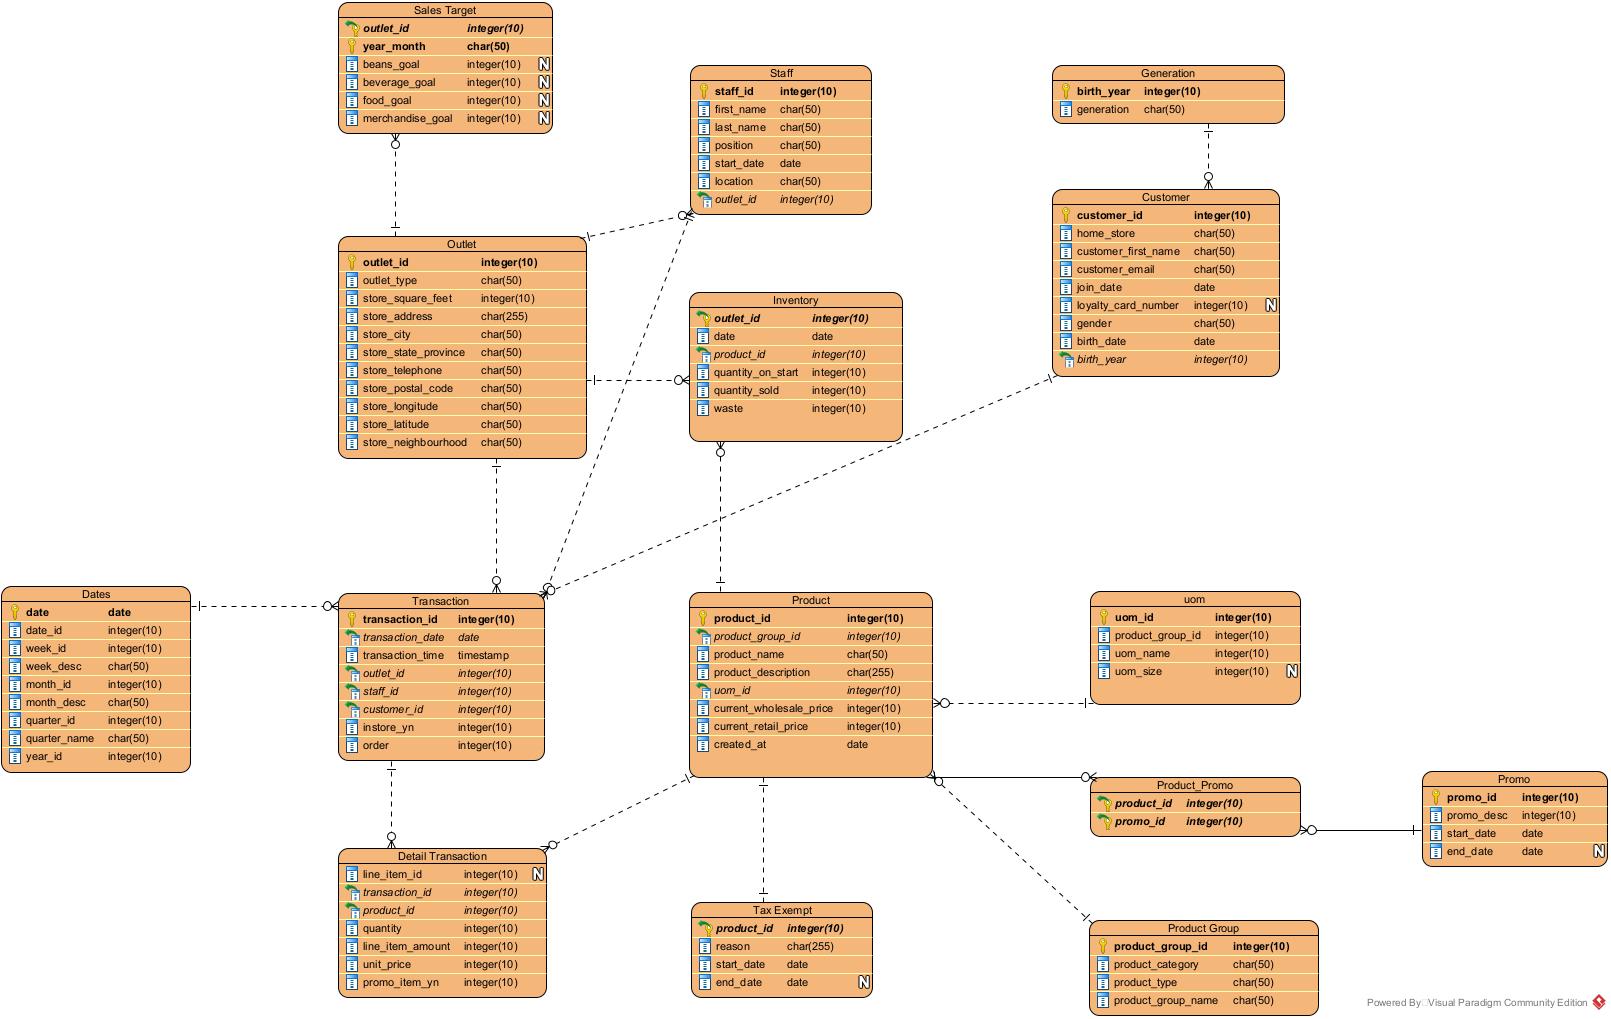 Sales Target
outlet_id integer(10)
year_month char(50)
beans_goal integer(10) N
beverage_goal integer(10) N
food_goal integer(10) N
merchandise_goal integer(10) N
Staff
staff_id integer(10)
first_name char(50)
last_name char(50)
position char(50)
start_date date
location char(50)
outlet_id integer(10)
Generation
birth_year integer(10)
generation char(50)
Customer
customer_id integer(10)
home_store char(50)
customer_first_name char(50)
customer_email char(50)
join_date date
loyalty_card_number integer(10) N
gender char(50)
birth_date date
birth_year integer(10)
Outlet
outlet_id integer(10)
outlet_type char(50)
store_square_feet integer(10)
store_address char(255)
store_city char(50)
store_state_province char(50)
store_telephone char(50)
store_postal_code char(50)
store_longitude char(50)
store_latitude char(50)
store_neighbourhood char(50)
Inventory
outlet_id integer(10)
date date
product_id integer(10)
quantity_on_start integer(10)
quantity_sold integer(10)
waste integer(10)
Dates
date date
date_id integer(10)
week_id integer(10)
week_desc char(50)
month_id integer(10)
month_desc char(50)
quarter_id integer(10)
quarter_name char(50)
year_id integer(10)
Transaction
transaction_id integer(10)
transaction_date date
transaction_time timestamp
outlet_id integer(10)
staff_id integer(10)
customer_id integer(10)
instore_yn integer(10)
order integer(10)
Product
product_id integer(10)
product_group_id integer(10)
product_name char(50)
product_description char(255)
uom_id integer(10)
current_wholesale_price integer(10)
current_retail_price integer(10)
created_at date
uom
uom_id integer(10)
product_group_id integer(10)
uom_name integer(10)
uom_size integer(10) N
Product_Promo
product_id integer(10)
promo_id integer(10)
Promo
promo_id integer(10)
promo_desc integer(10)
start_date date
end_date date N
Detail Transaction
line_item_id integer(10) N
transaction_id integer(10)
product_id integer(10)
quantity integer(10)
line_item_amount integer(10)
unit_price integer(10)
promo_item_yn integer(10)
Tax Exempt
product_id integer(10)
reason char(255)
start_date date
end_date date N
Product Group
product_group_id integer(10)
product_category char(50)
product_type char(50)
product_group_name char(50)
Powered By Visual Paradigm Community Edition